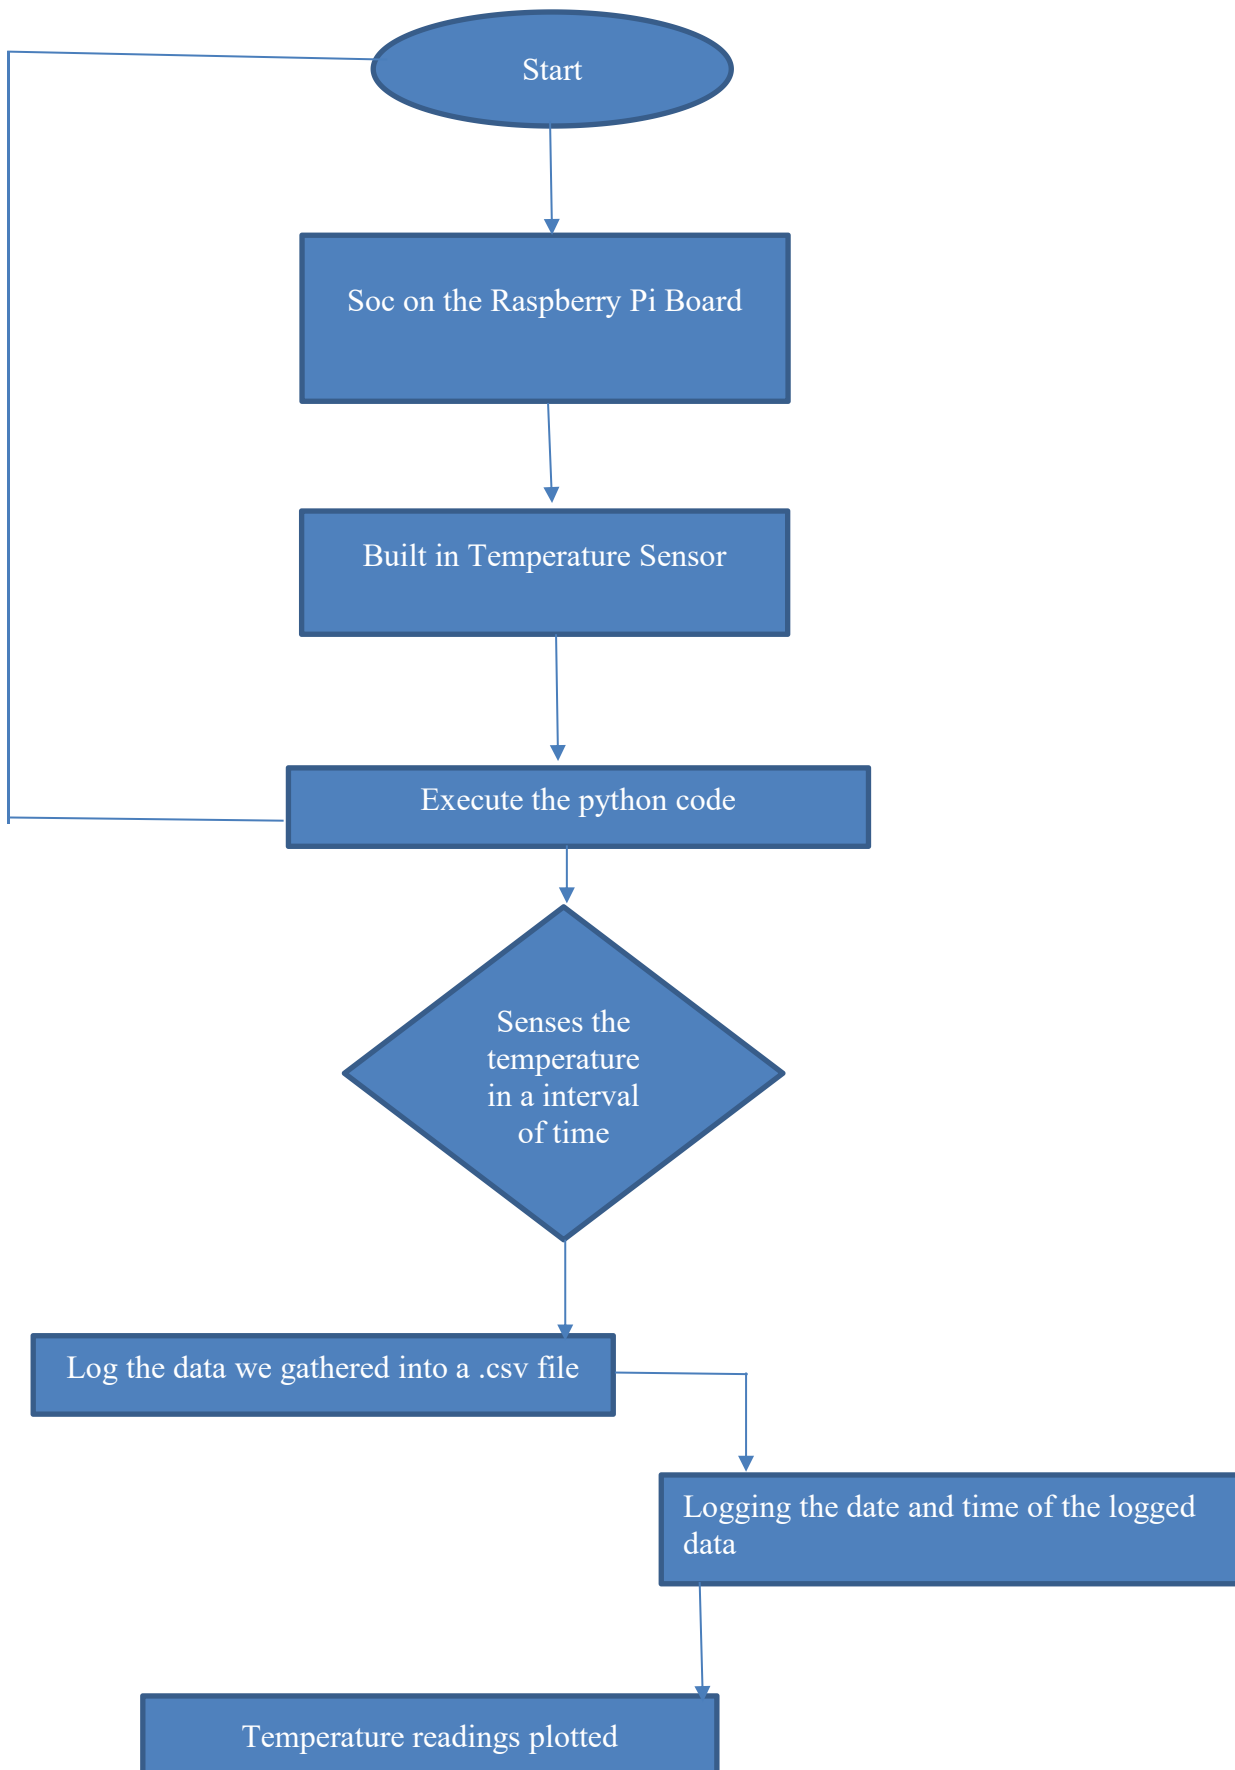 Start
Soc on the Raspberry Pi Board
Built in Temperature Sensor
Execute the python code
Senses the
temperature
in a interval
of time
Log the data we gathered into a .csv file
Logging the date and time of the logged
data
Temperature readings plotted